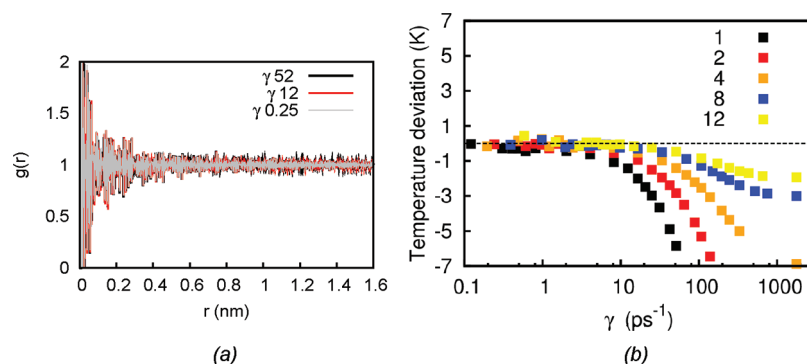 2
1.5
1
0.5
0
g(r)
γ 52
γ 12
γ 0.25
0 0.2 0.4 0.6 0.8 1 1.2 1.4 1.6
r (nm)
(a)
7
5
3
1
-1
-3
-5
-7
Temperature deviation (K)
1
2
4
8
12
0.1 1 10 100 1000
γ (ps⁻¹)
(b)